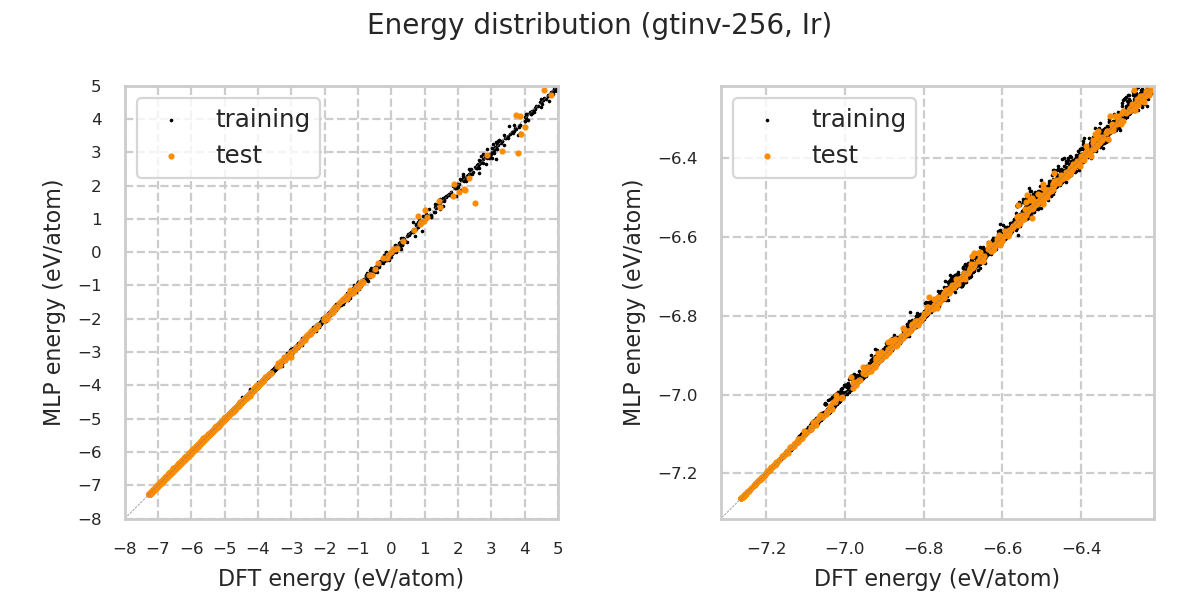 Energy distribution (gtinv-256, Ir)
5
4
3
2
1
0
−1
−2
−3
−4
−5
−6
−7
−8
MLP energy (eV/atom)
training
test
−8 −7 −6 −5 −4 −3 −2 −1 0 1 2 3 4 5
DFT energy (eV/atom)
−6.4
−6.6
−6.8
−7.0
−7.2
MLP energy (eV/atom)
training
test
−7.2 −7.0 −6.8 −6.6 −6.4
DFT energy (eV/atom)